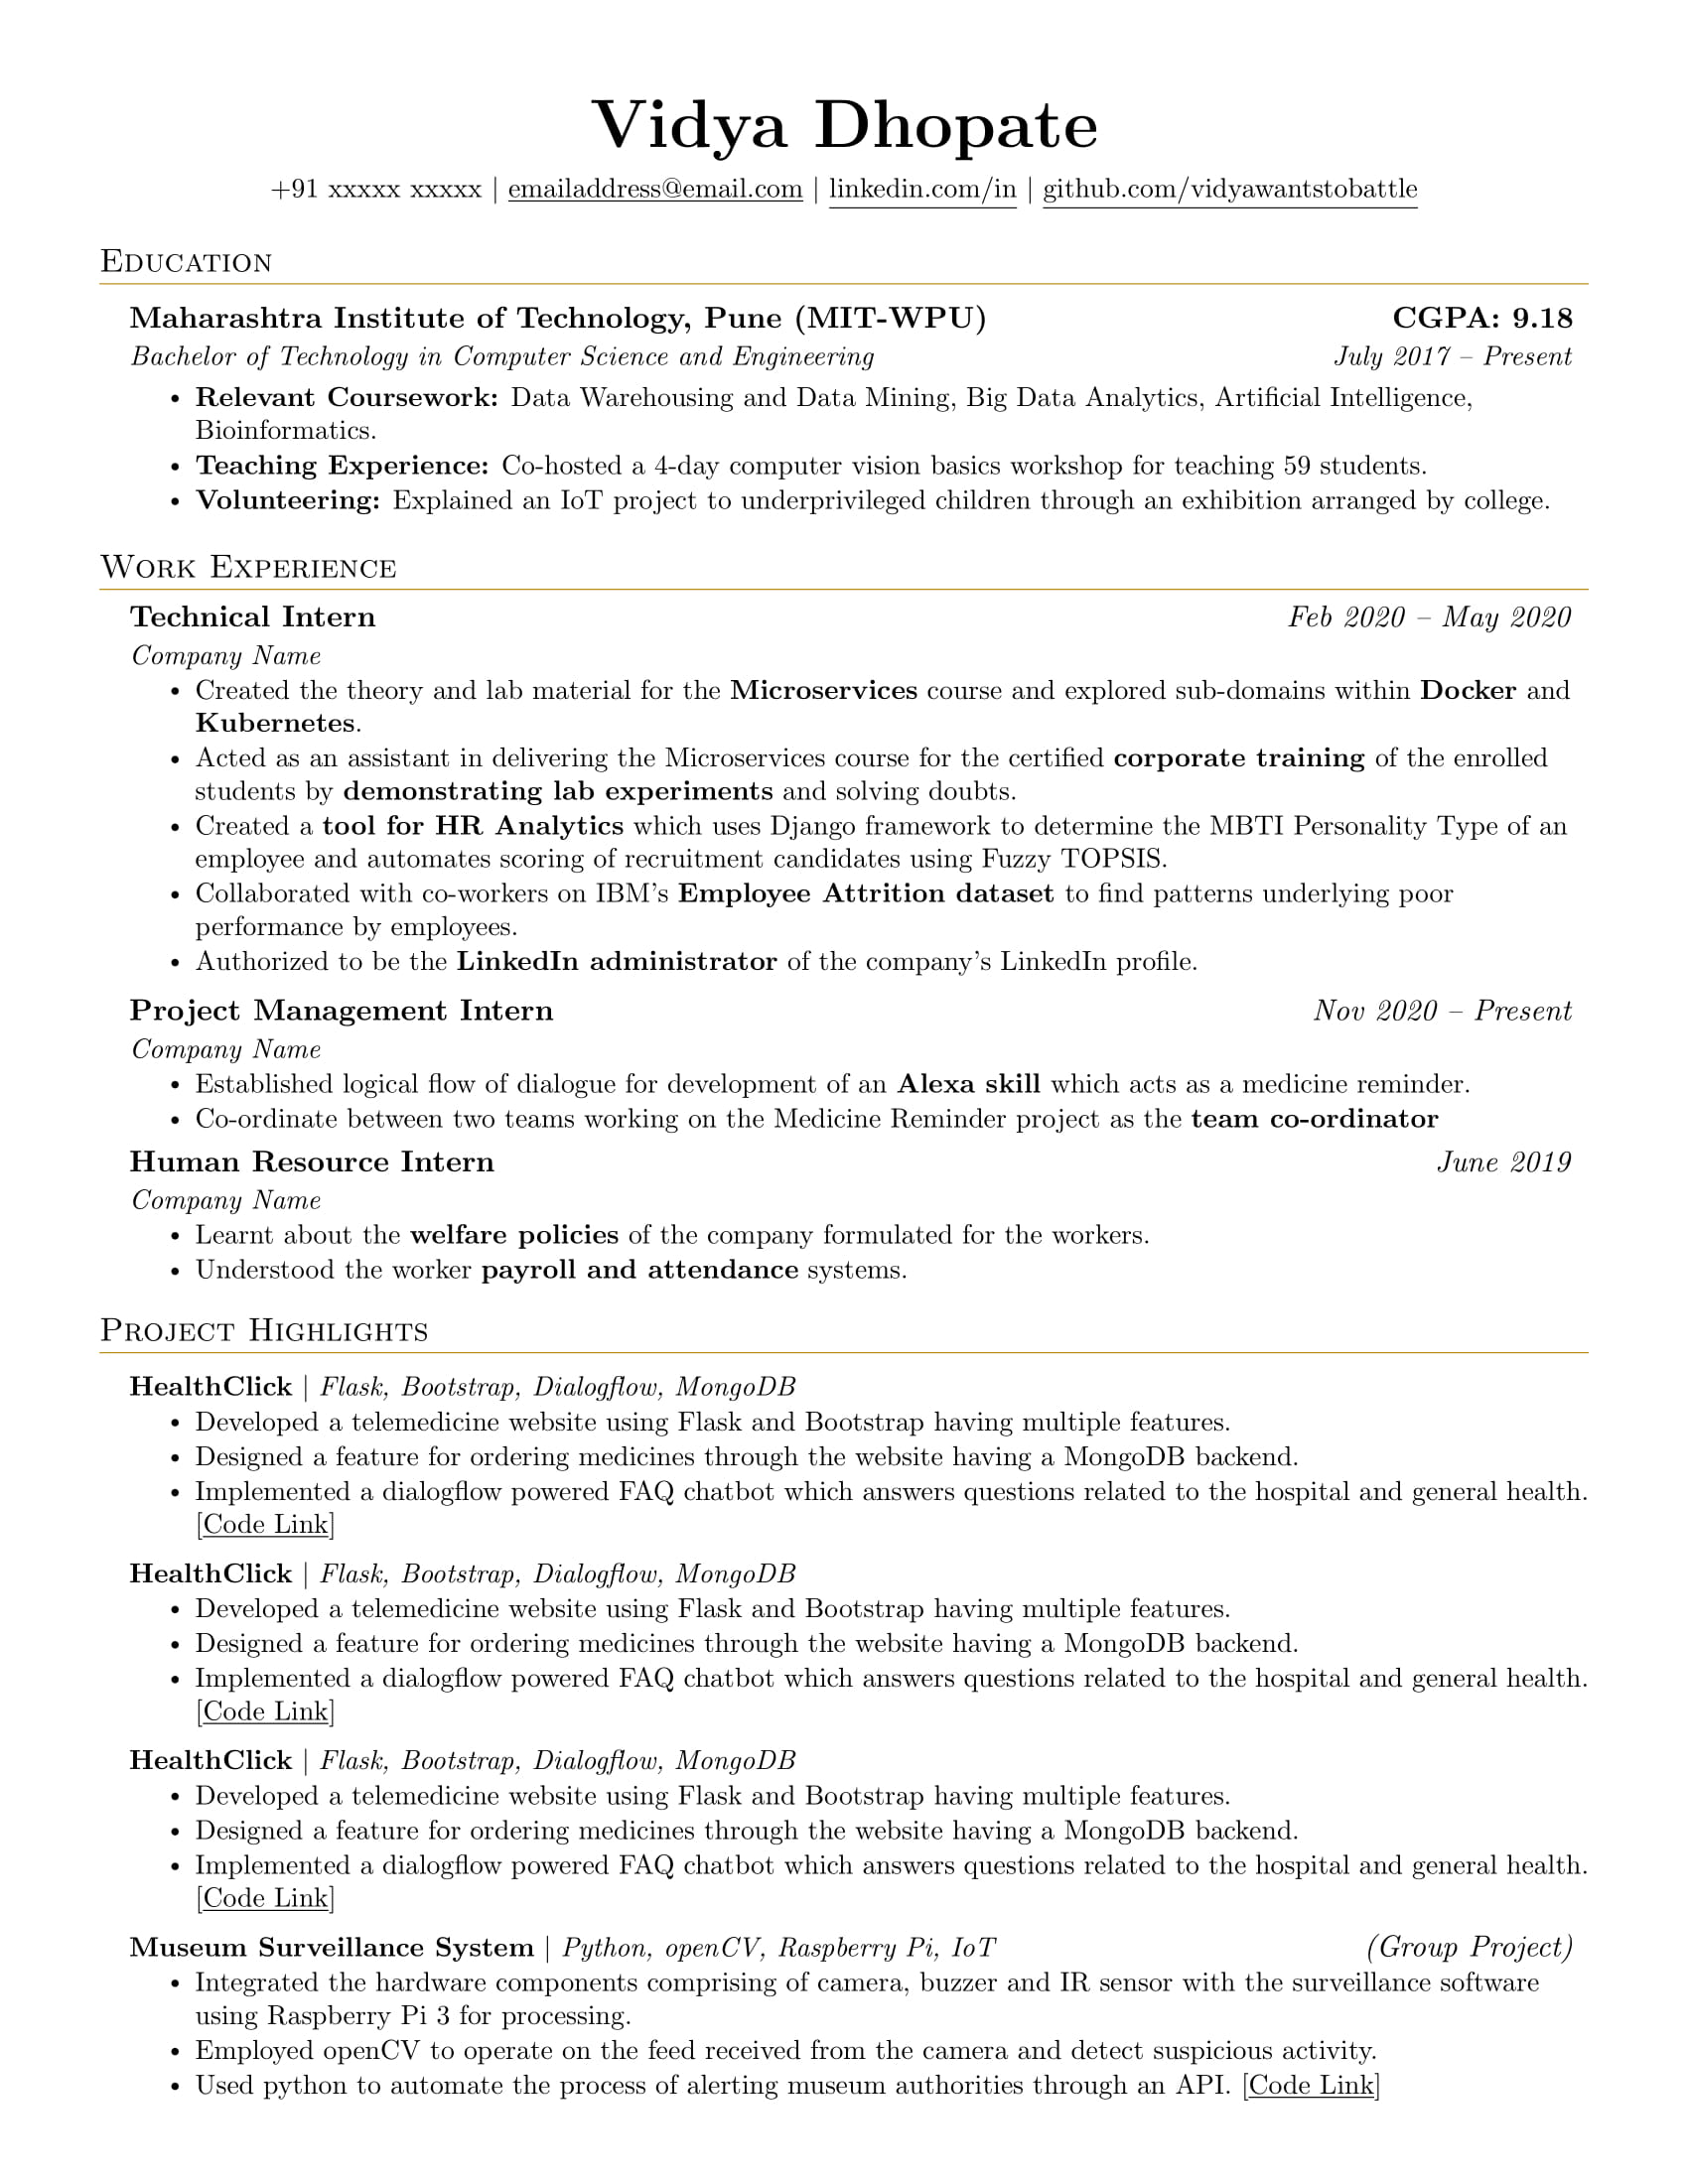 Vidya Dhopate
+91 xxxxx xxxxx | emailaddress@email.com | linkedin.com/in | github.com/vidyawantstobattle
Education
Maharashtra Institute of Technology, Pune (MIT-WPU) CGPA: 9.18
Bachelor of Technology in Computer Science and Engineering July 2017 – Present
• Relevant Coursework: Data Warehousing and Data Mining, Big Data Analytics, Artificial Intelligence,
Bioinformatics.
• Teaching Experience: Co-hosted a 4-day computer vision basics workshop for teaching 59 students.
• Volunteering: Explained an IoT project to underprivileged children through an exhibition arranged by college.
Work Experience
Technical Intern Feb 2020 – May 2020
Company Name
• Created the theory and lab material for the Microservices course and explored sub-domains within Docker and
Kubernetes.
• Acted as an assistant in delivering the Microservices course for the certified corporate training of the enrolled
students by demonstrating lab experiments and solving doubts.
• Created a tool for HR Analytics which uses Django framework to determine the MBTI Personality Type of an
employee and automates scoring of recruitment candidates using Fuzzy TOPSIS.
• Collaborated with co-workers on IBM's Employee Attrition dataset to find patterns underlying poor
performance by employees.
• Authorized to be the LinkedIn administrator of the company's LinkedIn profile.
Project Management Intern Nov 2020 – Present
Company Name
• Established logical flow of dialogue for development of an Alexa skill which acts as a medicine reminder.
• Co-ordinate between two teams working on the Medicine Reminder project as the team co-ordinator
Human Resource Intern June 2019
Company Name
• Learnt about the welfare policies of the company formulated for the workers.
• Understood the worker payroll and attendance systems.
Project Highlights
HealthClick | Flask, Bootstrap, Dialogflow, MongoDB
• Developed a telemedicine website using Flask and Bootstrap having multiple features.
• Designed a feature for ordering medicines through the website having a MongoDB backend.
• Implemented a dialogflow powered FAQ chatbot which answers questions related to the hospital and general health.
[Code Link]
HealthClick | Flask, Bootstrap, Dialogflow, MongoDB
• Developed a telemedicine website using Flask and Bootstrap having multiple features.
• Designed a feature for ordering medicines through the website having a MongoDB backend.
• Implemented a dialogflow powered FAQ chatbot which answers questions related to the hospital and general health.
[Code Link]
HealthClick | Flask, Bootstrap, Dialogflow, MongoDB
• Developed a telemedicine website using Flask and Bootstrap having multiple features.
• Designed a feature for ordering medicines through the website having a MongoDB backend.
• Implemented a dialogflow powered FAQ chatbot which answers questions related to the hospital and general health.
[Code Link]
Museum Surveillance System | Python, openCV, Raspberry Pi, IoT (Group Project)
• Integrated the hardware components comprising of camera, buzzer and IR sensor with the surveillance software
using Raspberry Pi 3 for processing.
• Employed openCV to operate on the feed received from the camera and detect suspicious activity.
• Used python to automate the process of alerting museum authorities through an API. [Code Link]